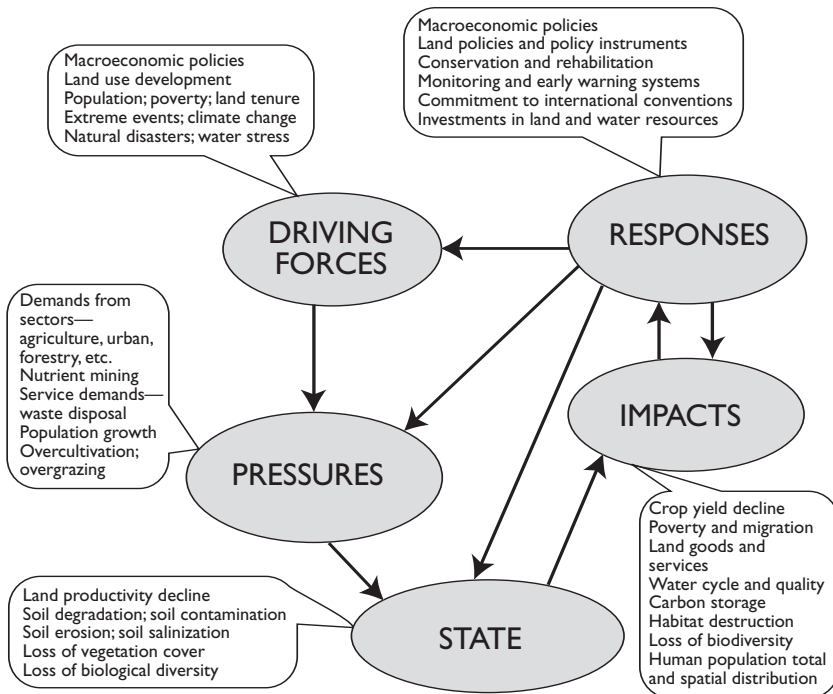 Macroeconomic policies
Land use development
Population; poverty; land tenure
Extreme events; climate change
Natural disasters; water stress
Macroeconomic policies
Land policies and policy instruments
Conservation and rehabilitation
Monitoring and early warning systems
Commitment to international conventions
Investments in land and water resources
DRIVING
FORCES
RESPONSES
Demands from
sectors—
agriculture, urban,
forestry, etc.
Nutrient mining
Service demands—
waste disposal
Population growth
Overcultivation;
overgrazing
PRESSURES
IMPACTS
Crop yield decline
Poverty and migration
Land goods and
services
Water cycle and quality
Carbon storage
Habitat destruction
Loss of biodiversity
Human population total
and spatial distribution
Land productivity decline
Soil degradation; soil contamination
Soil erosion; soil salinization
Loss of vegetation cover
Loss of biological diversity
STATE